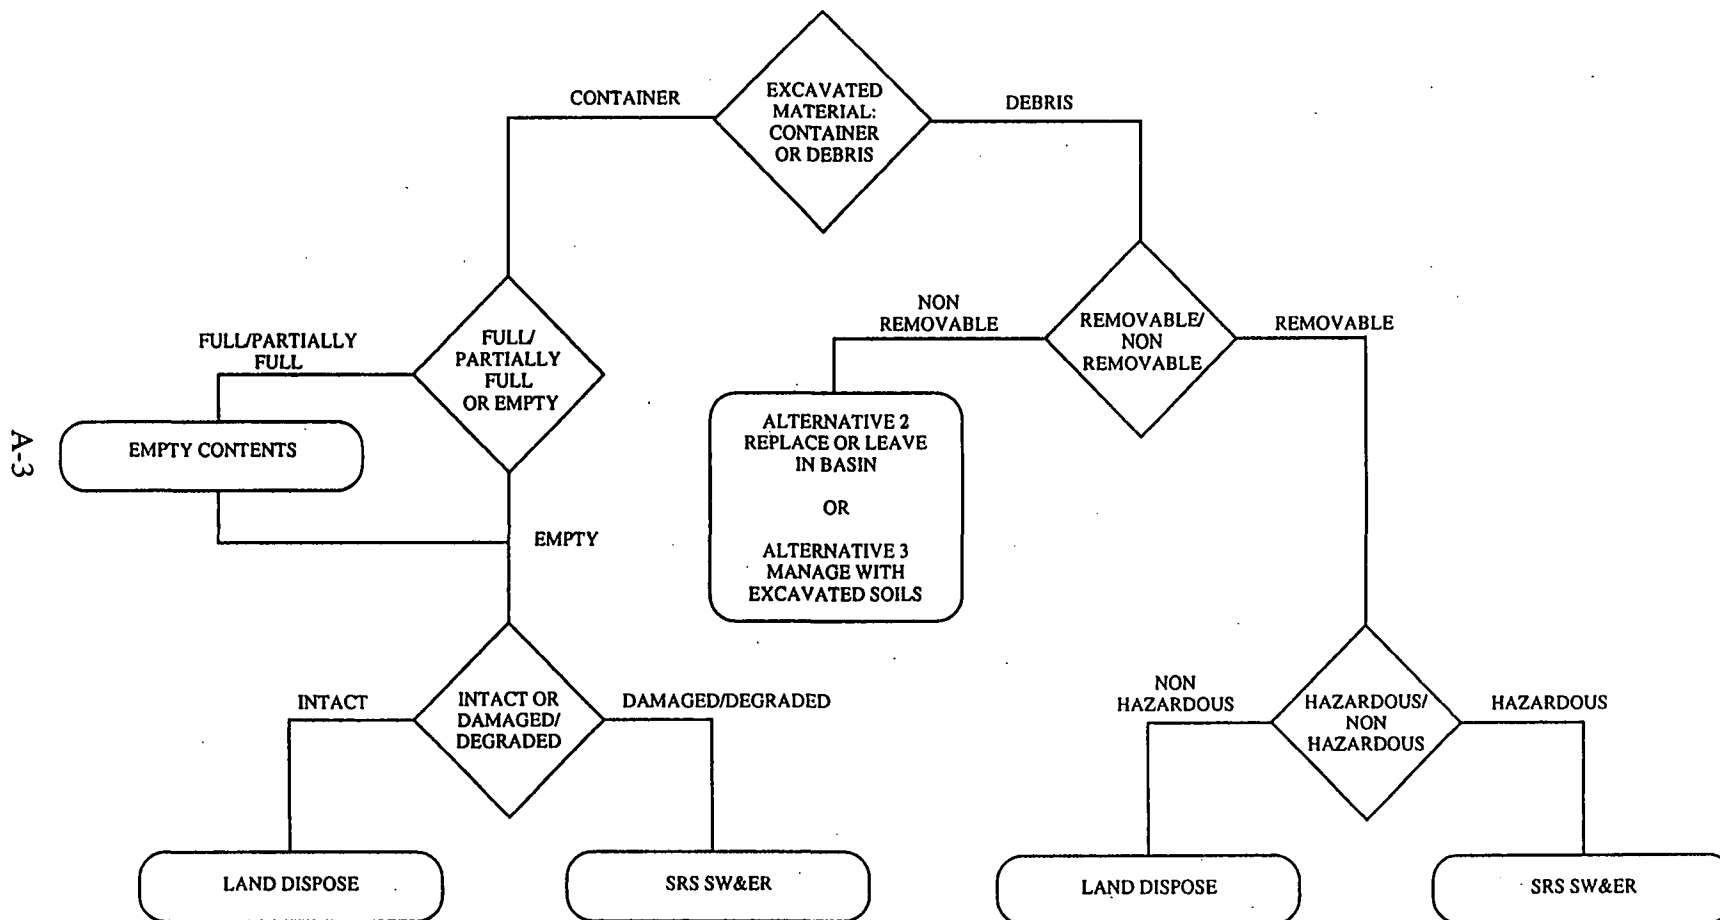 EXCAVATED
MATERIAL:
CONTAINER
OR DEBRIS
CONTAINER
DEBRIS
FULL/
PARTIALLY
FULL
OR EMPTY
FULL/PARTIALLY
FULL
EMPTY CONTENTS
EMPTY
NON
REMOVABLE
REMOVABLE/
NON
REMOVABLE
REMOVABLE
ALTERNATIVE 2
REPLACE OR LEAVE
IN BASIN
OR
ALTERNATIVE 3
MANAGE WITH
EXCAVATED SOILS
INTACT
INTACT OR
DAMAGED/
DEGRADED
DAMAGED/DEGRADED
NON
HAZARDOUS
HAZARDOUS/
NON
HAZARDOUS
HAZARDOUS
LAND DISPOSE
SRS SW&ER
LAND DISPOSE
SRS SW&ER
A-3